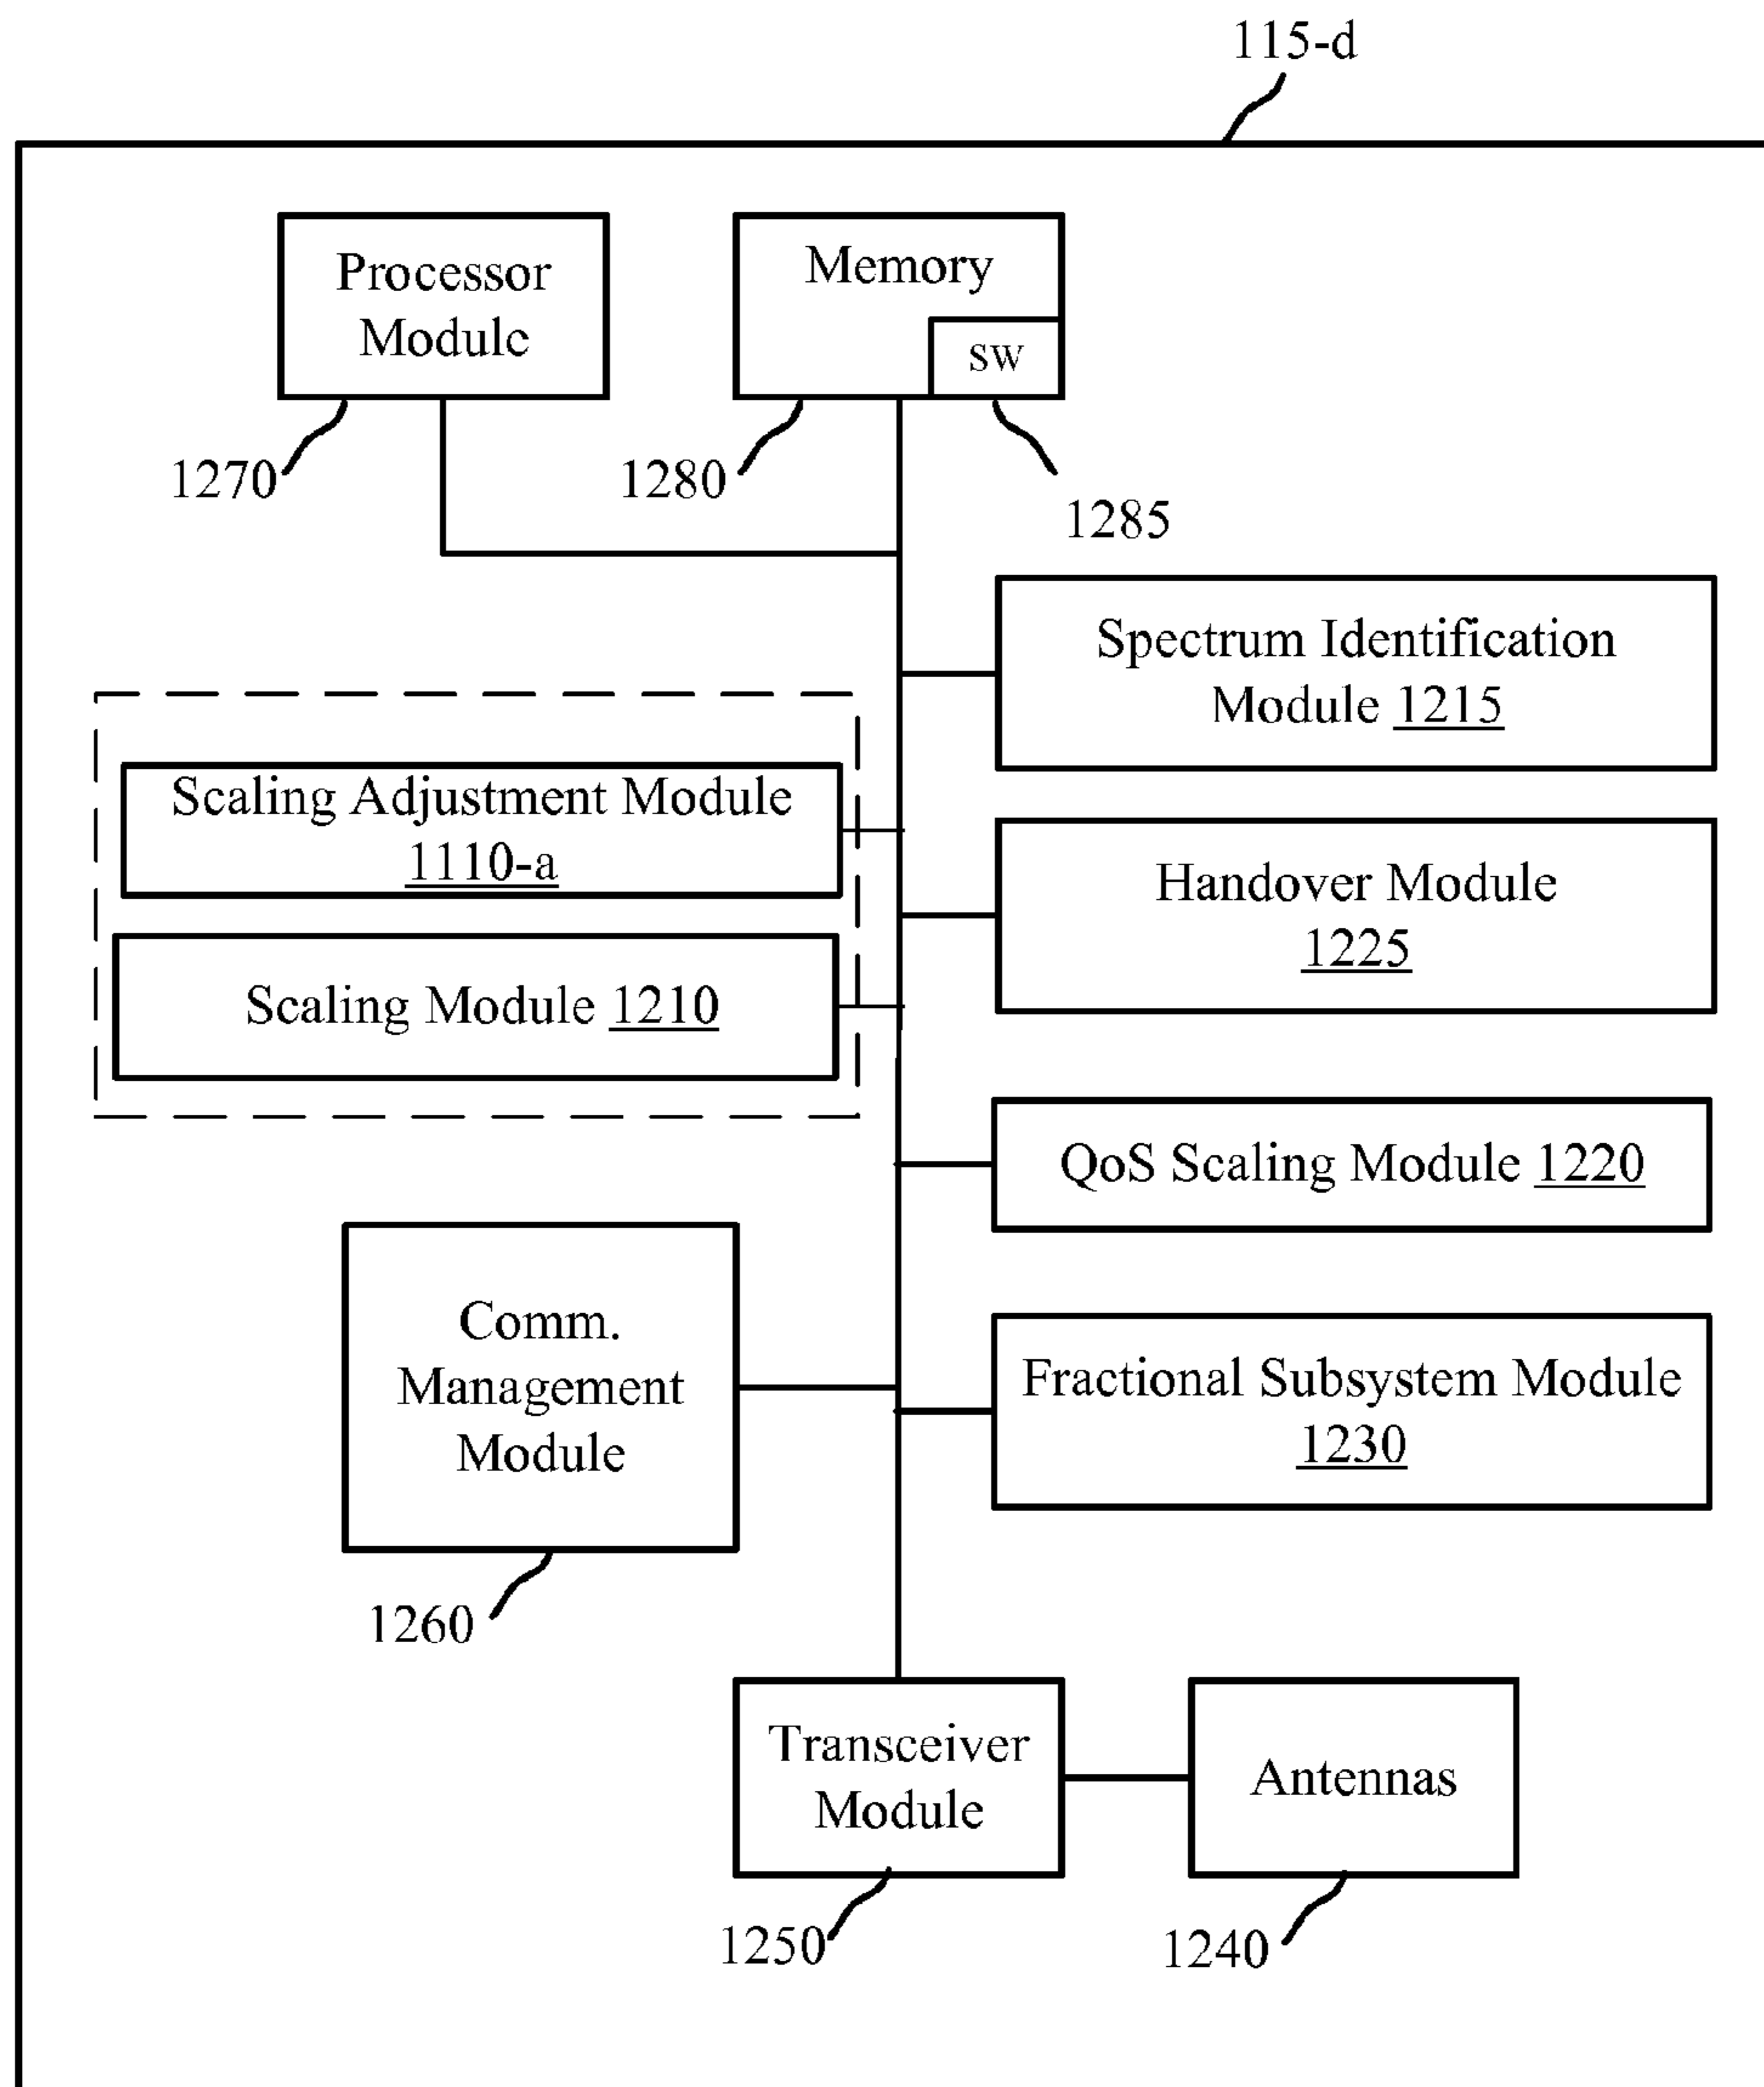 115-d
Processor
Module
Memory
sw
1270
1280
1285
Spectrum Identification
Module 1215
Scaling Adjustment Module
1110-a
Handover Module
1225
Scaling Module 1210
QoS Scaling Module 1220
Comm.
Management
Module
Fractional Subsystem Module
1230
1260
Transceiver
Module
Antennas
1250
1240